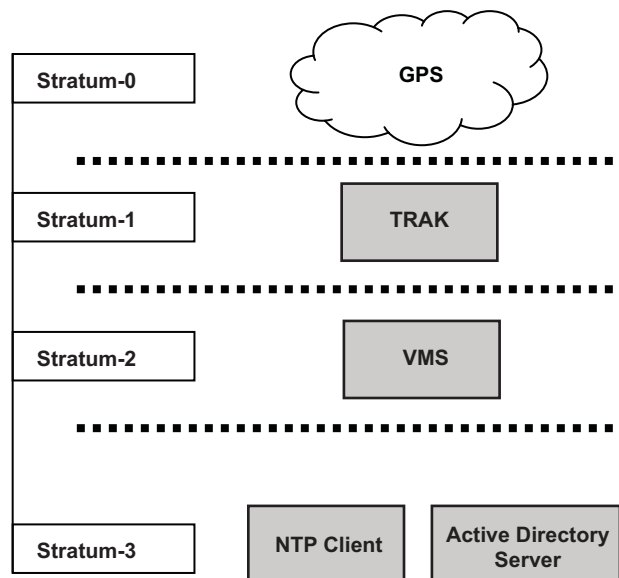 Stratum-0
GPS
Stratum-1
TRAK
Stratum-2
VMS
Stratum-3
NTP Client
Active Directory
Server